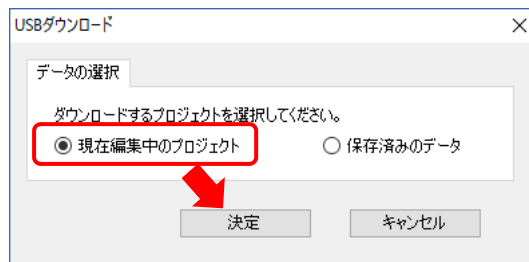 USBダウンロード
データの選択
ダウンロードするプロジェクトを選択してください。
現在編集中のプロジェクト 保存済みのデータ
決定 キャンセル